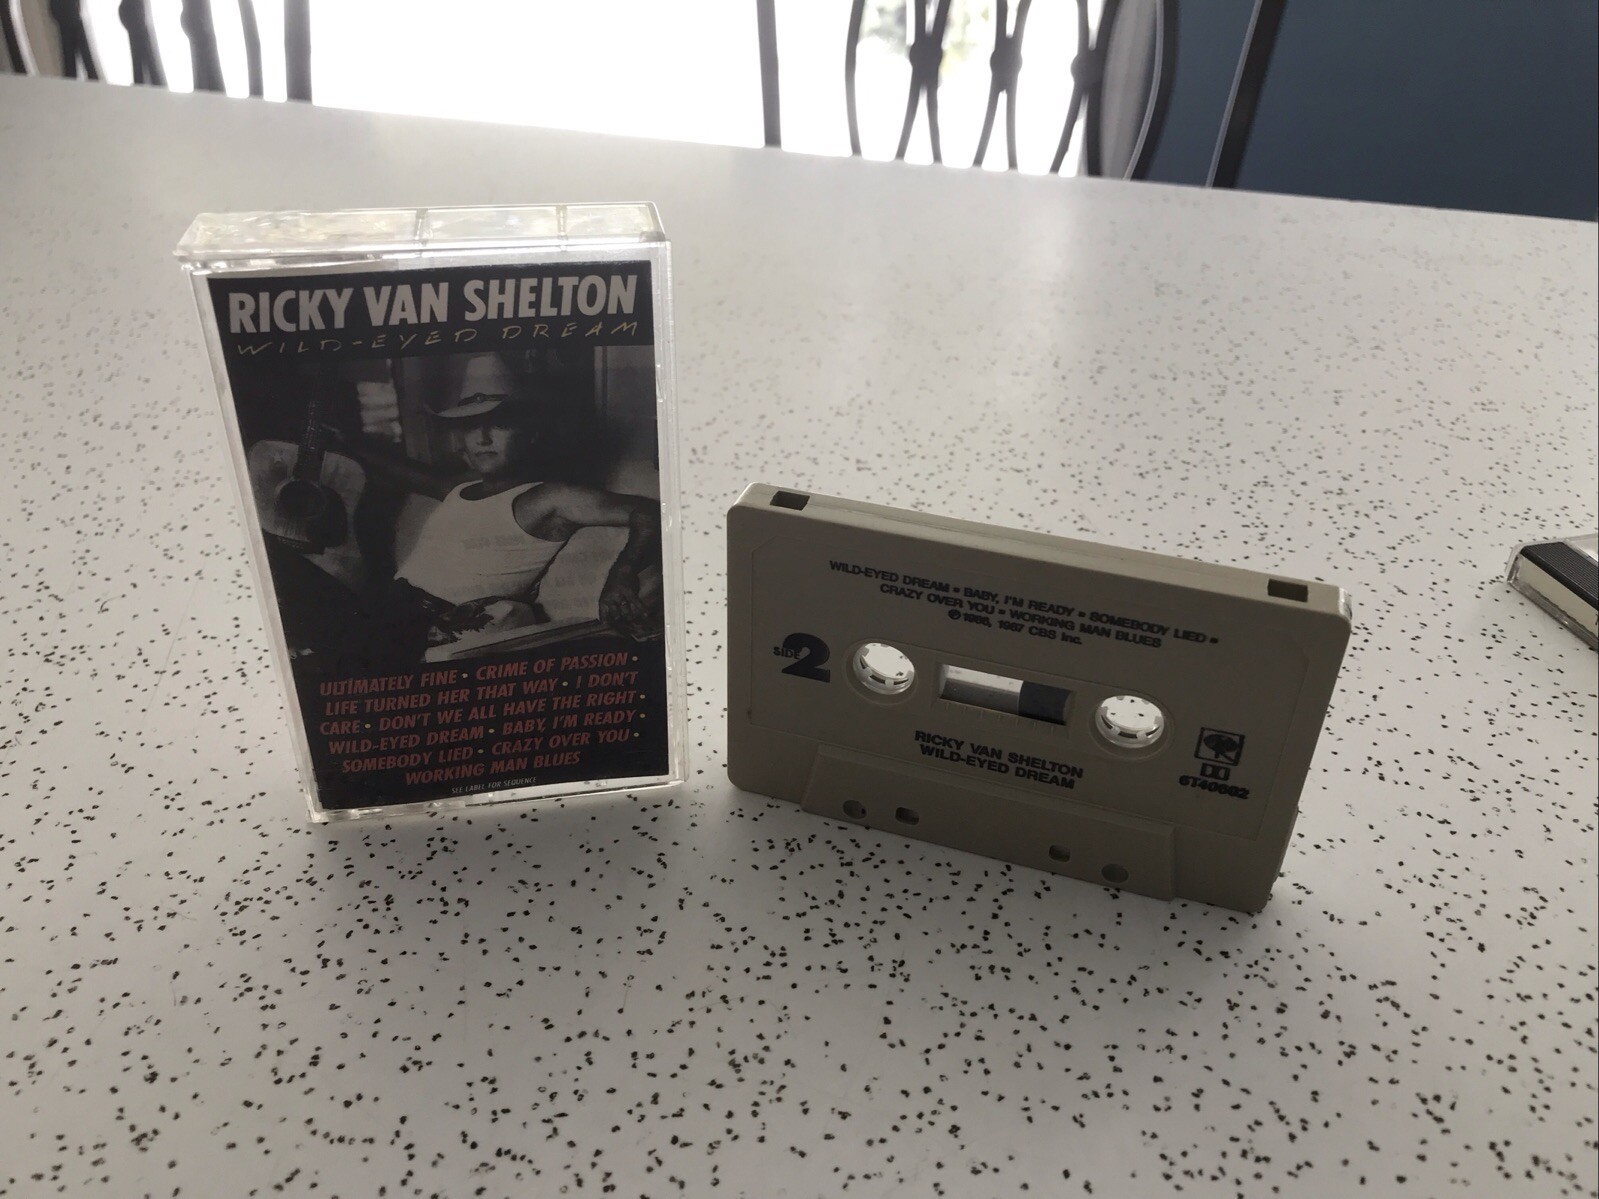 RICKY VAN SHELTON
WILD-EYED DREAM
ULTIMATELY FINE • CRIME OF PASSION •
LIFE TURNED HER THAT WAY • I DON'T
CARE • DON'T WE ALL HAVE THE RIGHT •
WILD-EYED DREAM • BABY, I'M READY •
SOMEBODY LIED • CRAZY OVER YOU •
WORKING MAN BLUES
SEE LABEL FOR SEQUENCE
WILD-EYED DREAM • BABY, I'M READY • SOMEBODY LIED •
CRAZY OVER YOU • WORKING MAN BLUES
℗ 1986, 1987 CBS Inc.
SIDE 2
RICKY VAN SHELTON
WILD-EYED DREAM
6T40602